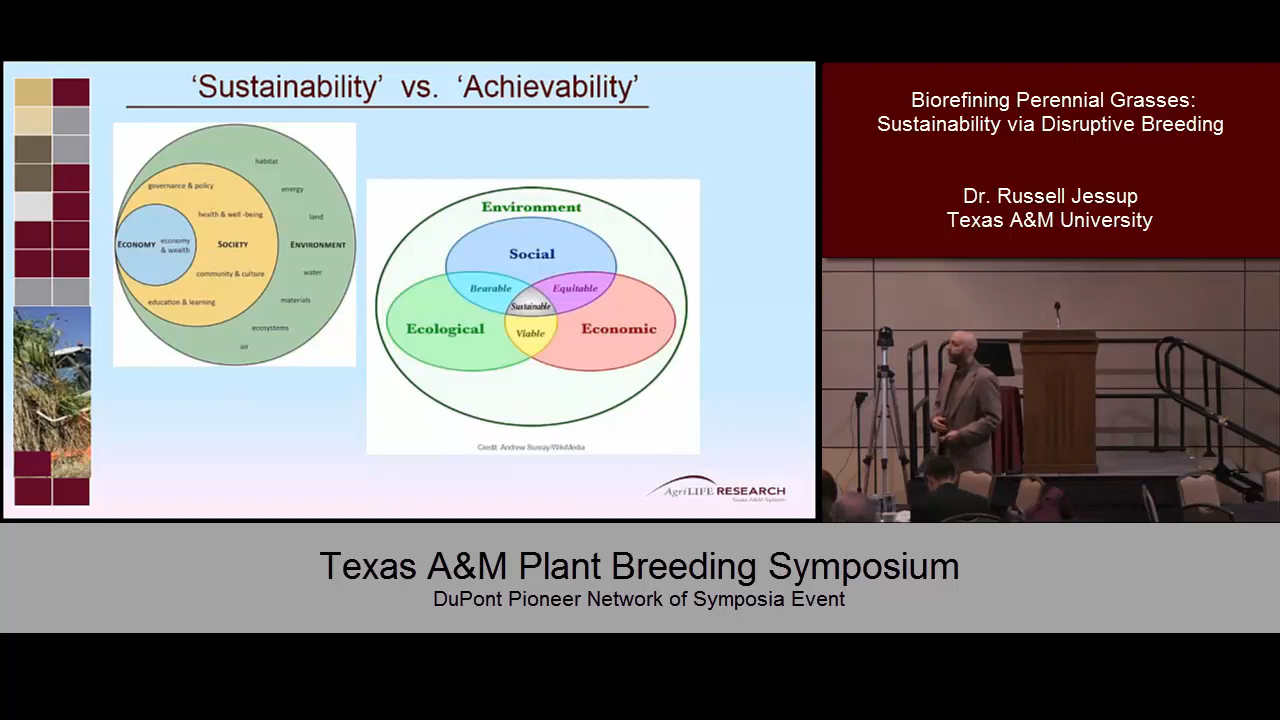 'Sustainability' vs. 'Achievability'
habitat
governance & policy
energy
health & well-being
land
ECONOMY
economy
& wealth
SOCIETY
ENVIRONMENT
community & culture
water
education & learning
materials
ecosystems
air
Environment
Social
Bearable
Equitable
Sustainable
Ecological
Economic
Viable
Credit: Andrew Sunray/WikiMedia
AgriLIFE RESEARCH
Texas A&M System
Biorefining Perennial Grasses:
Sustainability via Disruptive Breeding
Dr. Russell Jessup
Texas A&M University
Texas A&M Plant Breeding Symposium
DuPont Pioneer Network of Symposia Event